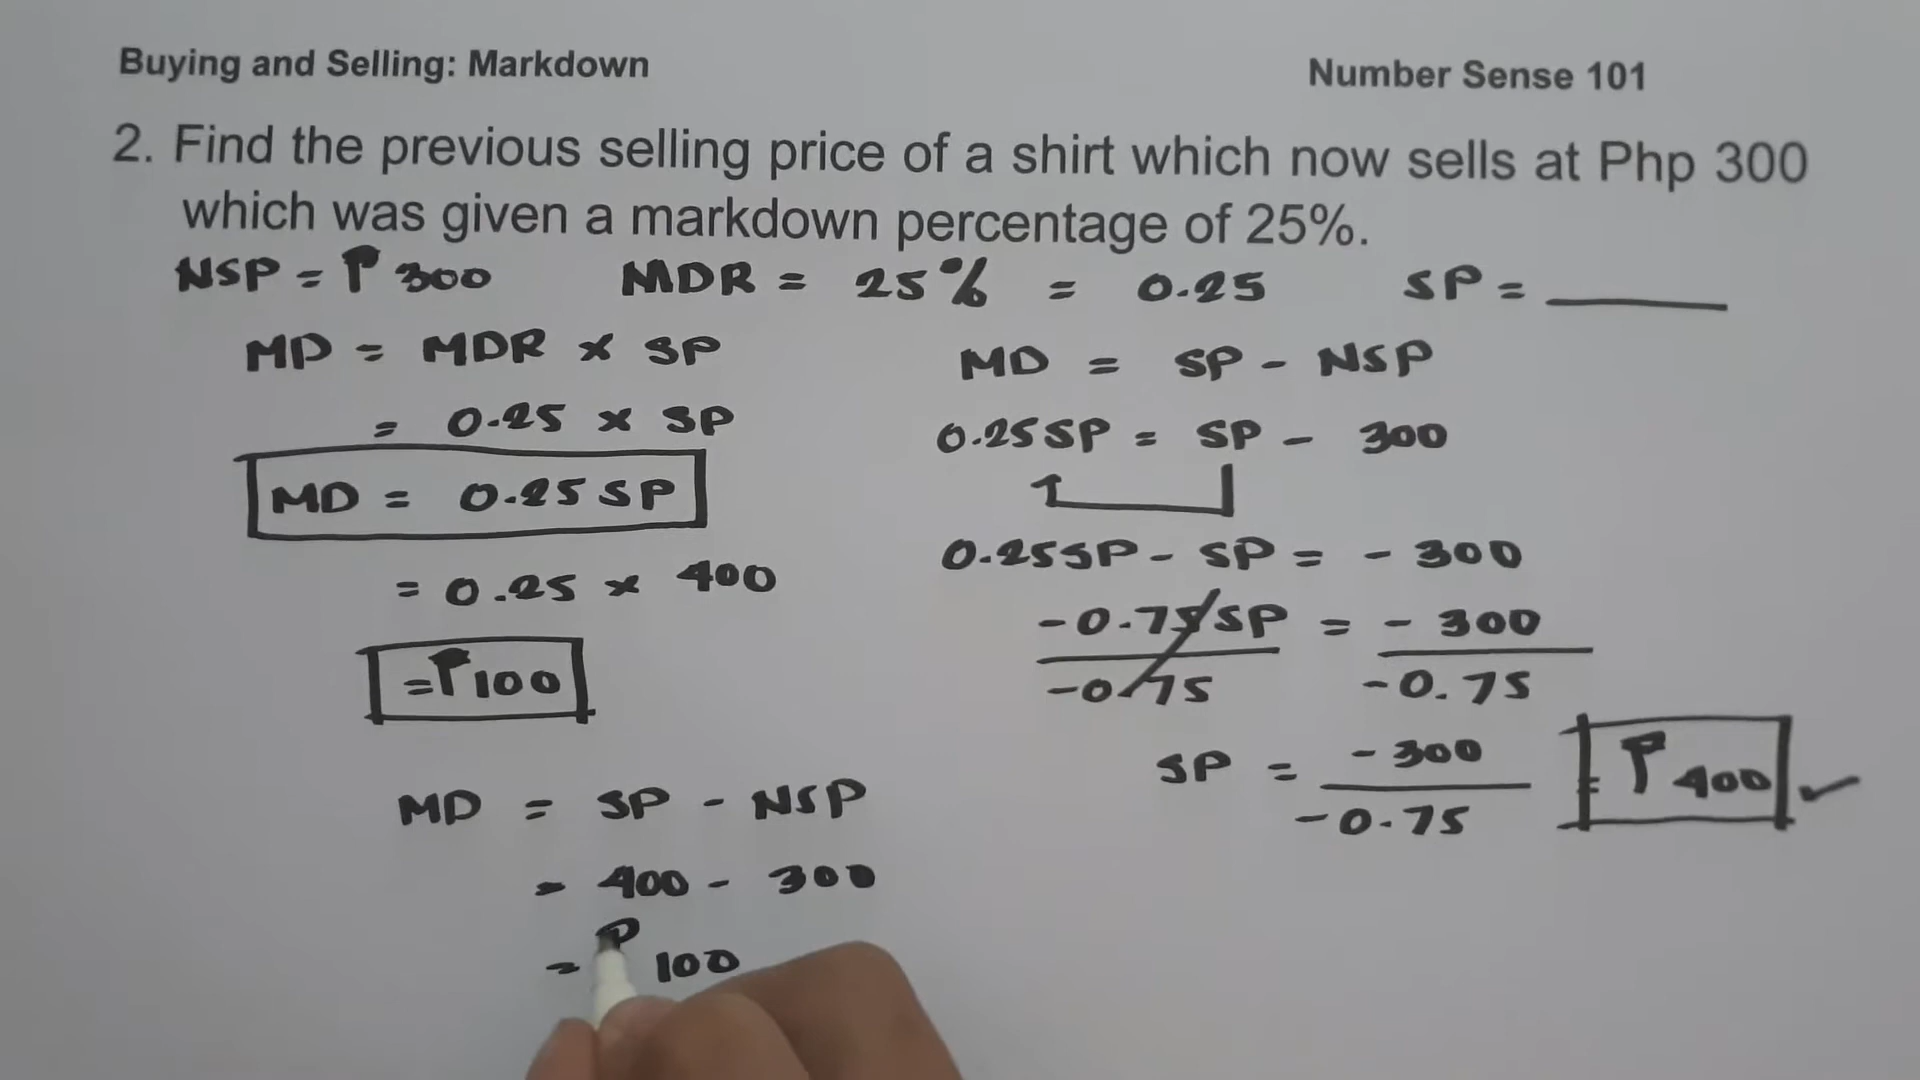 Buying and Selling: Markdown
Number Sense 101
2. Find the previous selling price of a shirt which now sells at Php 300
which was given a markdown percentage of 25%.
NSP = ₱ 300 MDR = 25% = 0.25 SP = ______
MD = MDR x SP
= 0.25 x SP
MD = 0.25 SP
= 0.25 x 400
= ₱100
MD = SP - NSP
= 400 - 300
= ₱ 100
MD = SP - NSP
0.25SP = SP - 300
0.25SP - SP = - 300
-0.75SP = - 300
-0.75 -0.75
SP = - 300 = ₱ 400 ✓
-0.75